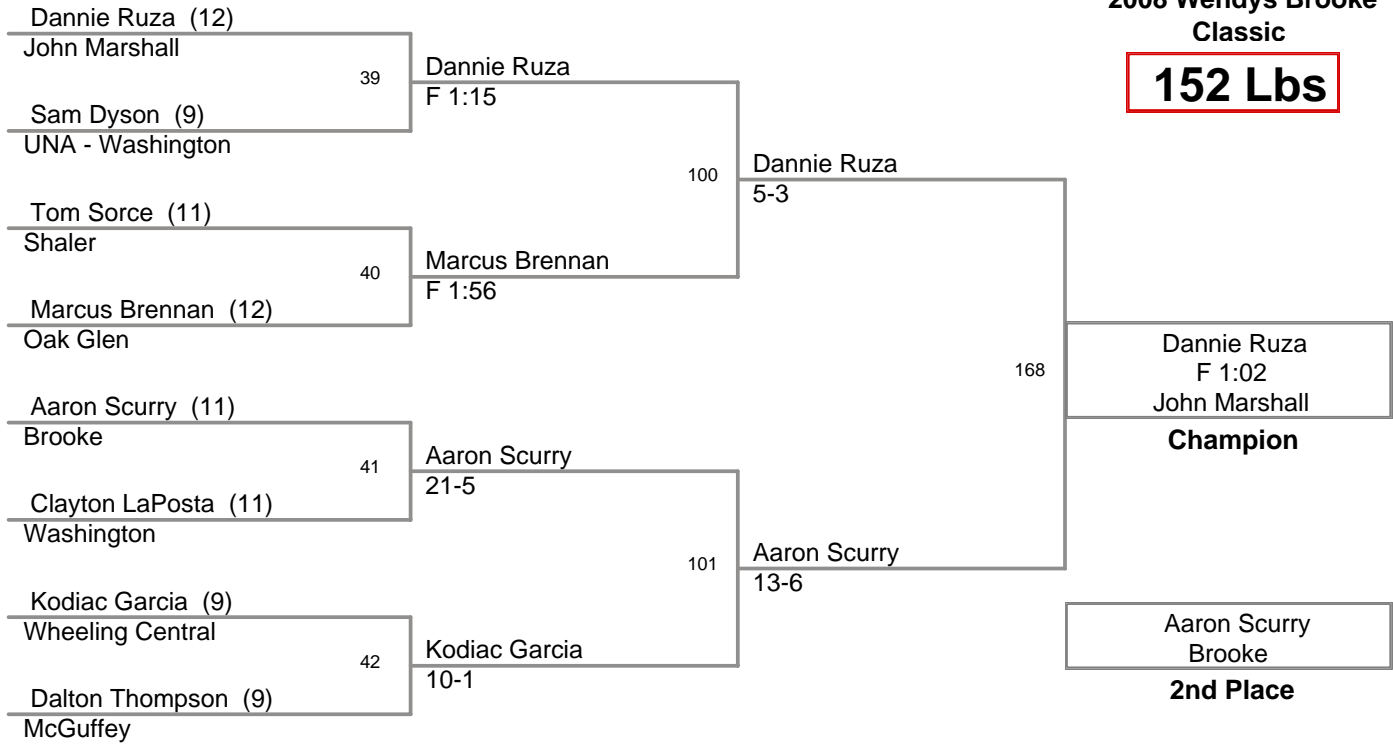 2008 Wendys Brooke
Classic
152 Lbs
Dannie Ruza (12)
John Marshall
39
Sam Dyson (9)
UNA - Washington
Tom Sorce (11)
Shaler
40
Marcus Brennan (12)
Oak Glen
Aaron Scurry (11)
Brooke
41
Clayton LaPosta (11)
Washington
Kodiac Garcia (9)
Wheeling Central
42
Dalton Thompson (9)
McGuffey
Dannie Ruza
F 1:15
100
Marcus Brennan
F 1:56
Aaron Scurry
21-5
101
Kodiac Garcia
10-1
Dannie Ruza
5-3
168
Aaron Scurry
13-6
Dannie Ruza
F 1:02
John Marshall
Champion
Aaron Scurry
Brooke
2nd Place